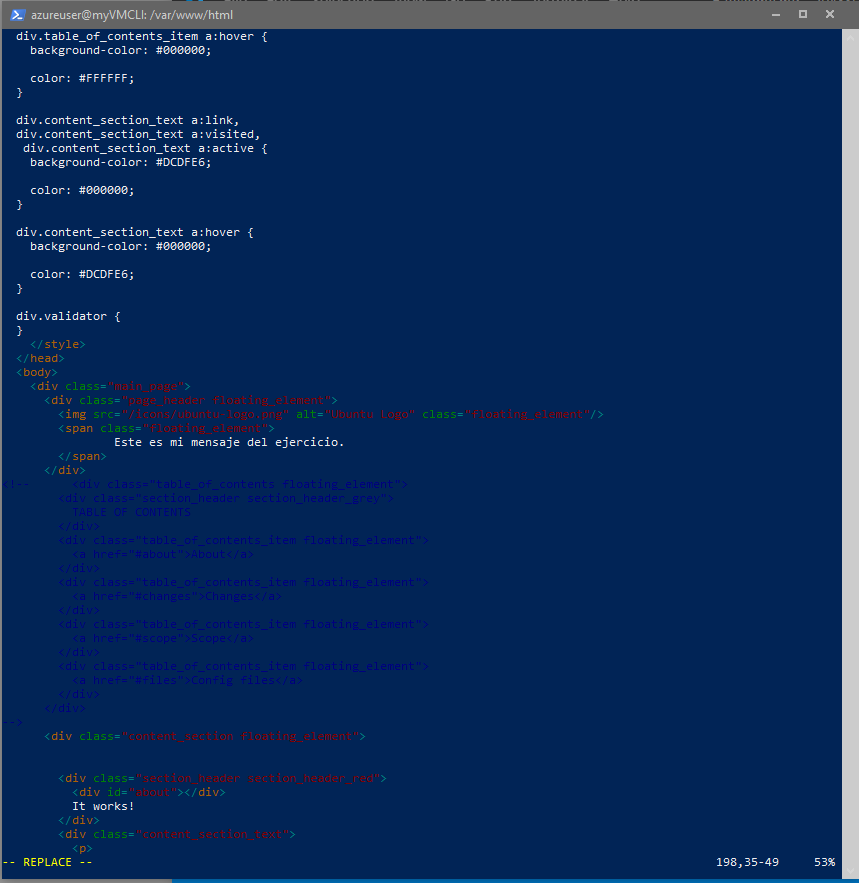 azureuser@myVMCLI: /var/www/html
div.table_of_contents_item a:hover {
background-color: #000000;
color: #FFFFFF;
}
div.content_section_text a:link,
div.content_section_text a:visited,
div.content_section_text a:active {
background-color: #DCDFE6;
color: #000000;
}
div.content_section_text a:hover {
background-color: #000000;
color: #DCDFE6;
}
div.validator {
}
</style>
</head>
<body>
<div class="main_page">
<div class="page_header floating_element">
<img src="/icons/ubuntu-logo.png" alt="Ubuntu Logo" class="floating_element"/>
<span class="floating_element">
Este es mi mensaje del ejercicio.
</span>
</div>
<!--      <div class="table_of_contents floating_element">
<div class="section_header section_header_grey">
TABLE OF CONTENTS
</div>
<div class="table_of_contents_item floating_element">
<a href="#about">About</a>
</div>
<div class="table_of_contents_item floating_element">
<a href="#changes">Changes</a>
</div>
<div class="table_of_contents_item floating_element">
<a href="#scope">Scope</a>
</div>
<div class="table_of_contents_item floating_element">
<a href="#files">Config files</a>
</div>
</div>
-->
<div class="content_section floating_element">
<div class="section_header section_header_red">
<div id="about"></div>
It works!
</div>
<div class="content_section_text">
<p>
-- REPLACE -- 198,35-49 53%